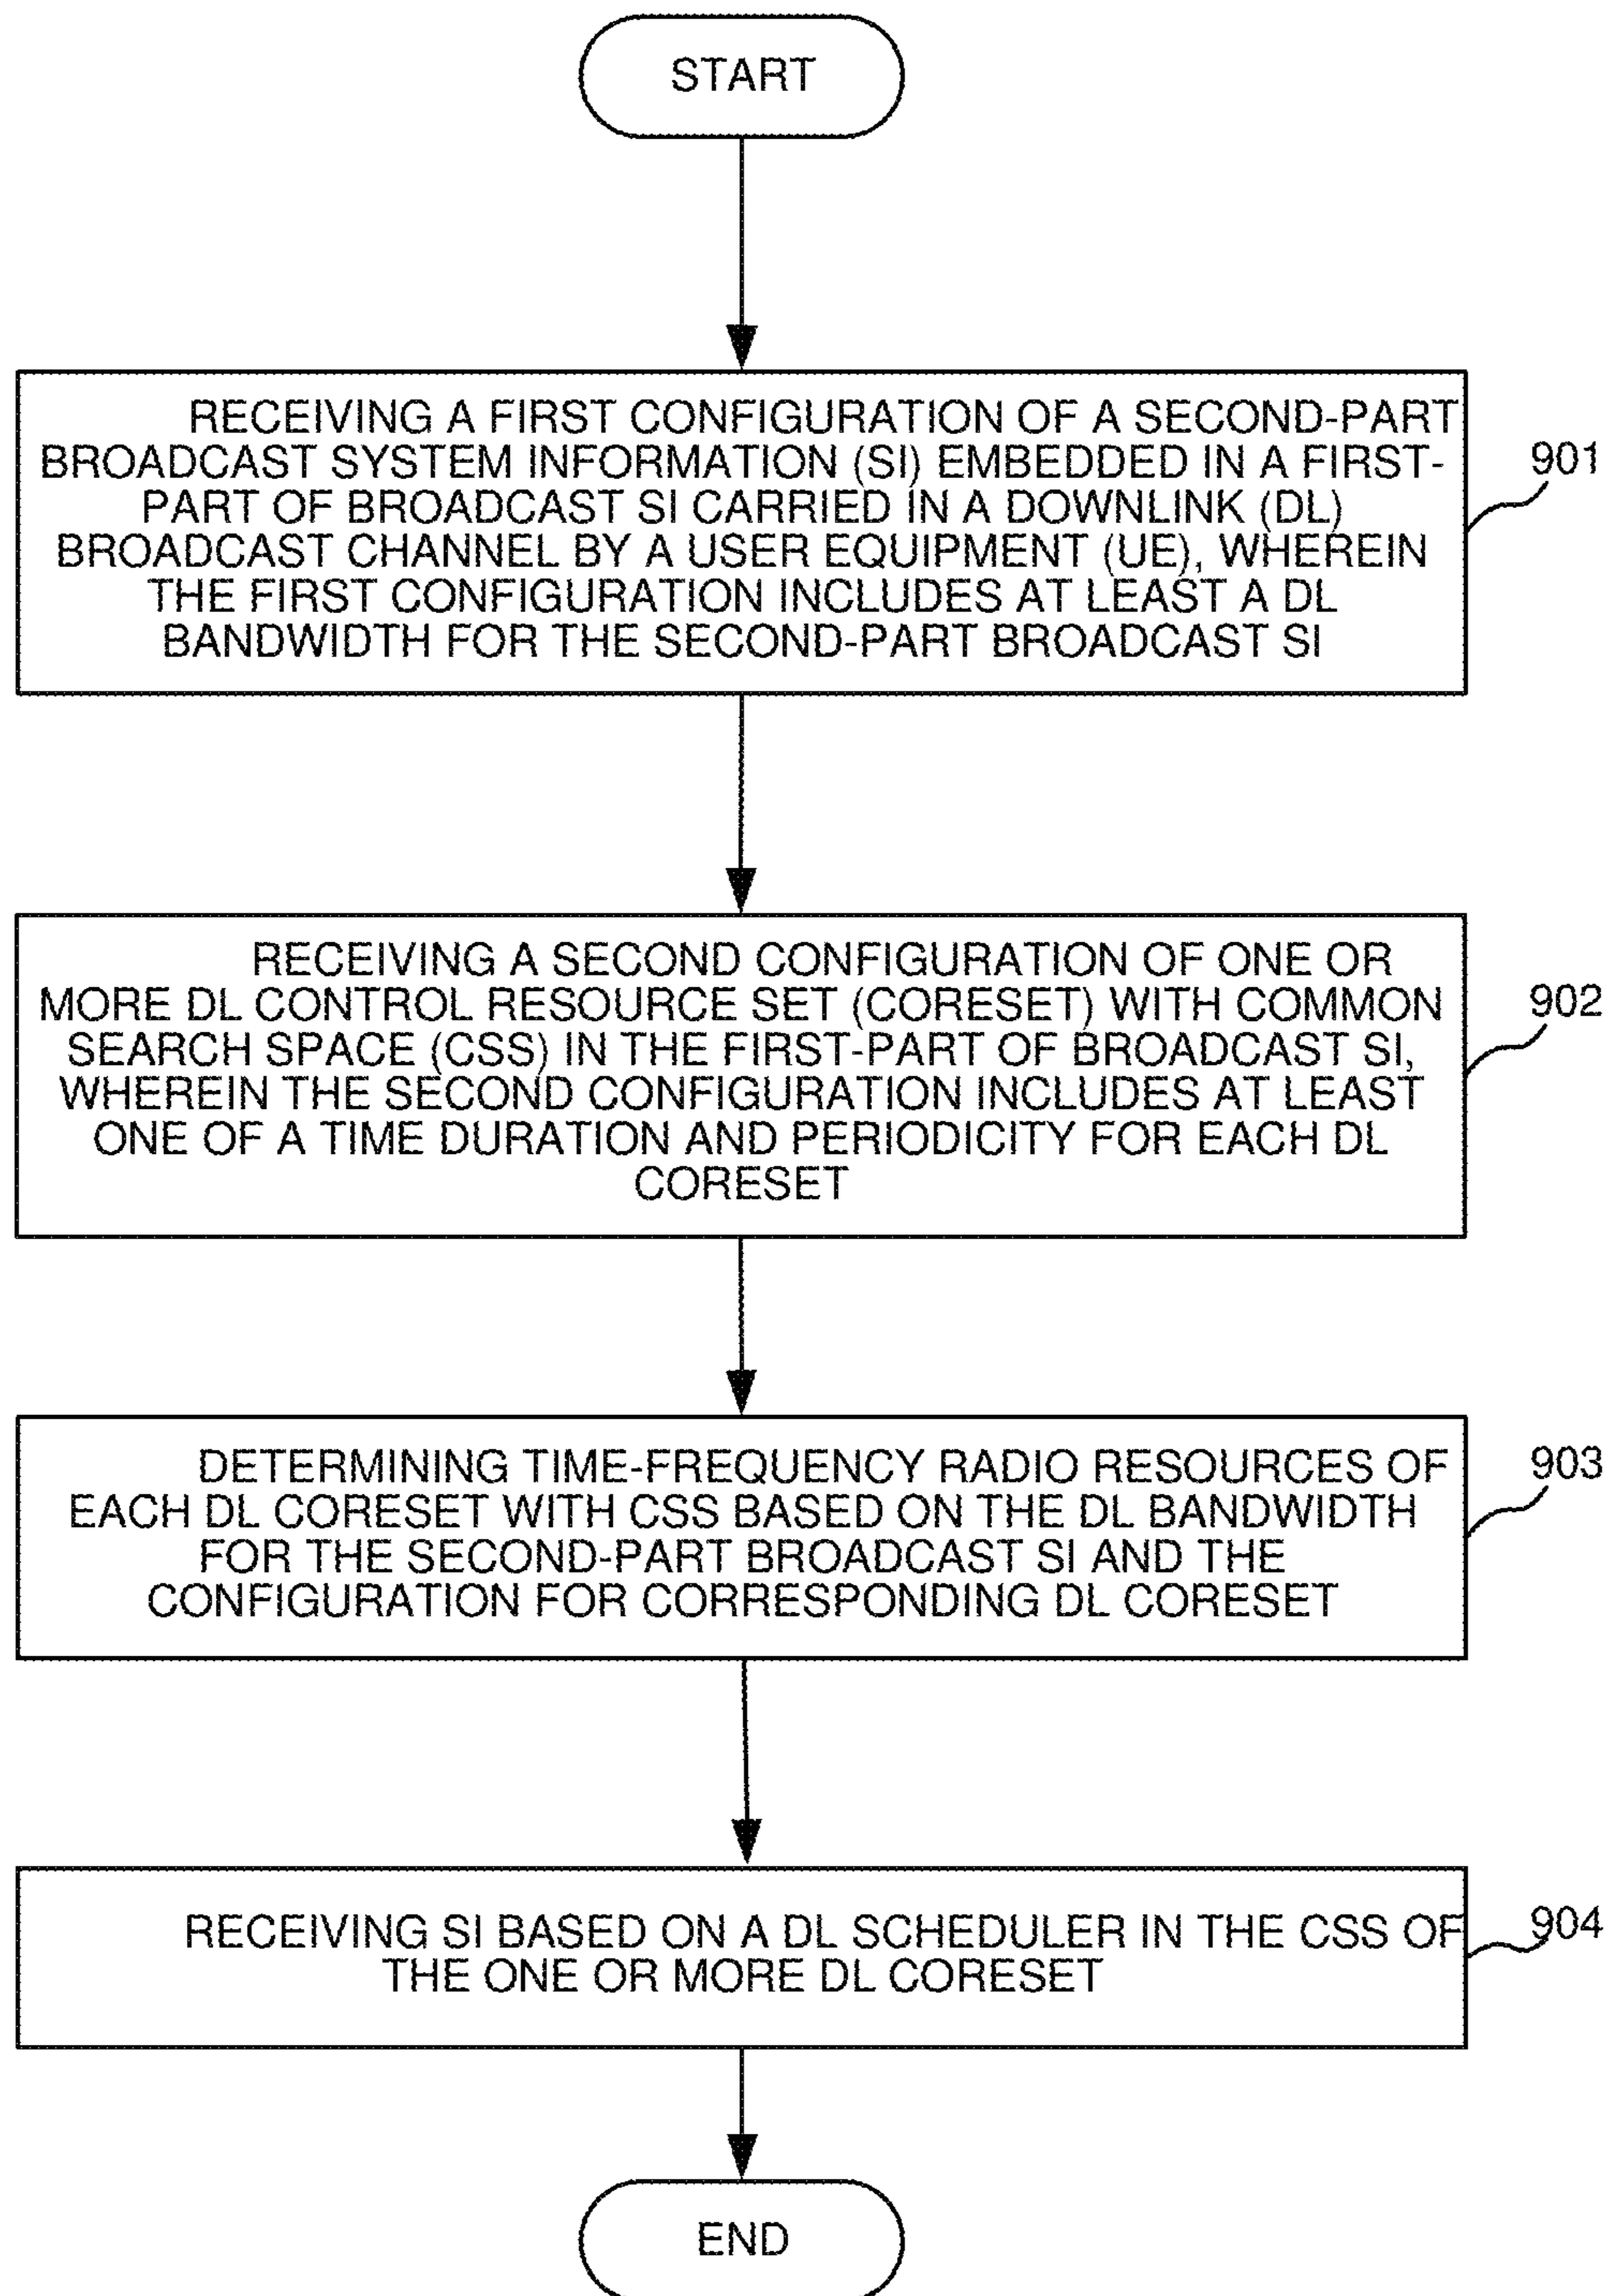 START
RECEIVING A FIRST CONFIGURATION OF A SECOND-PART
BROADCAST SYSTEM INFORMATION (SI) EMBEDDED IN A FIRST-
PART OF BROADCAST SI CARRIED IN A DOWNLINK (DL)
BROADCAST CHANNEL BY A USER EQUIPMENT (UE), WHEREIN
THE FIRST CONFIGURATION INCLUDES AT LEAST A DL
BANDWIDTH FOR THE SECOND-PART BROADCAST SI
901
RECEIVING A SECOND CONFIGURATION OF ONE OR
MORE DL CONTROL RESOURCE SET (CORESET) WITH COMMON
SEARCH SPACE (CSS) IN THE FIRST-PART OF BROADCAST SI,
WHEREIN THE SECOND CONFIGURATION INCLUDES AT LEAST
ONE OF A TIME DURATION AND PERIODICITY FOR EACH DL
CORESET
902
DETERMINING TIME-FREQUENCY RADIO RESOURCES OF
EACH DL CORESET WITH CSS BASED ON THE DL BANDWIDTH
FOR THE SECOND-PART BROADCAST SI AND THE
CONFIGURATION FOR CORRESPONDING DL CORESET
903
RECEIVING SI BASED ON A DL SCHEDULER IN THE CSS OF
THE ONE OR MORE DL CORESET
904
END